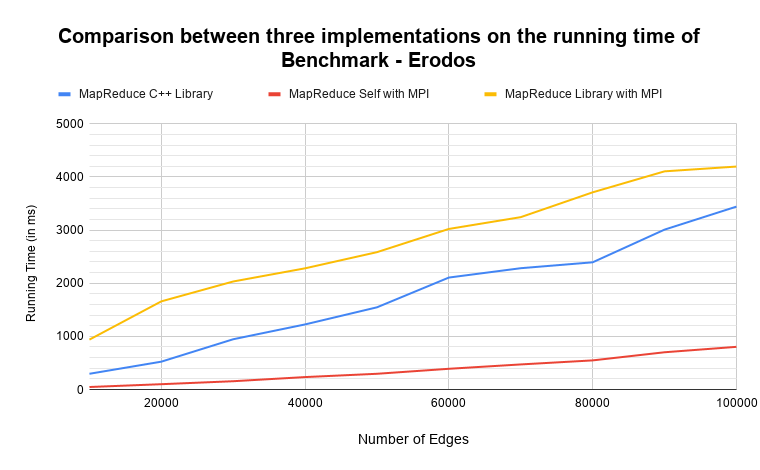 Comparison between three implementations on the running time of
Benchmark - Erodos
MapReduce C++ Library
MapReduce Self with MPI
MapReduce Library with MPI
5000
4000
3000
2000
1000
0
Running Time (in ms)
20000
40000
60000
80000
100000
Number of Edges